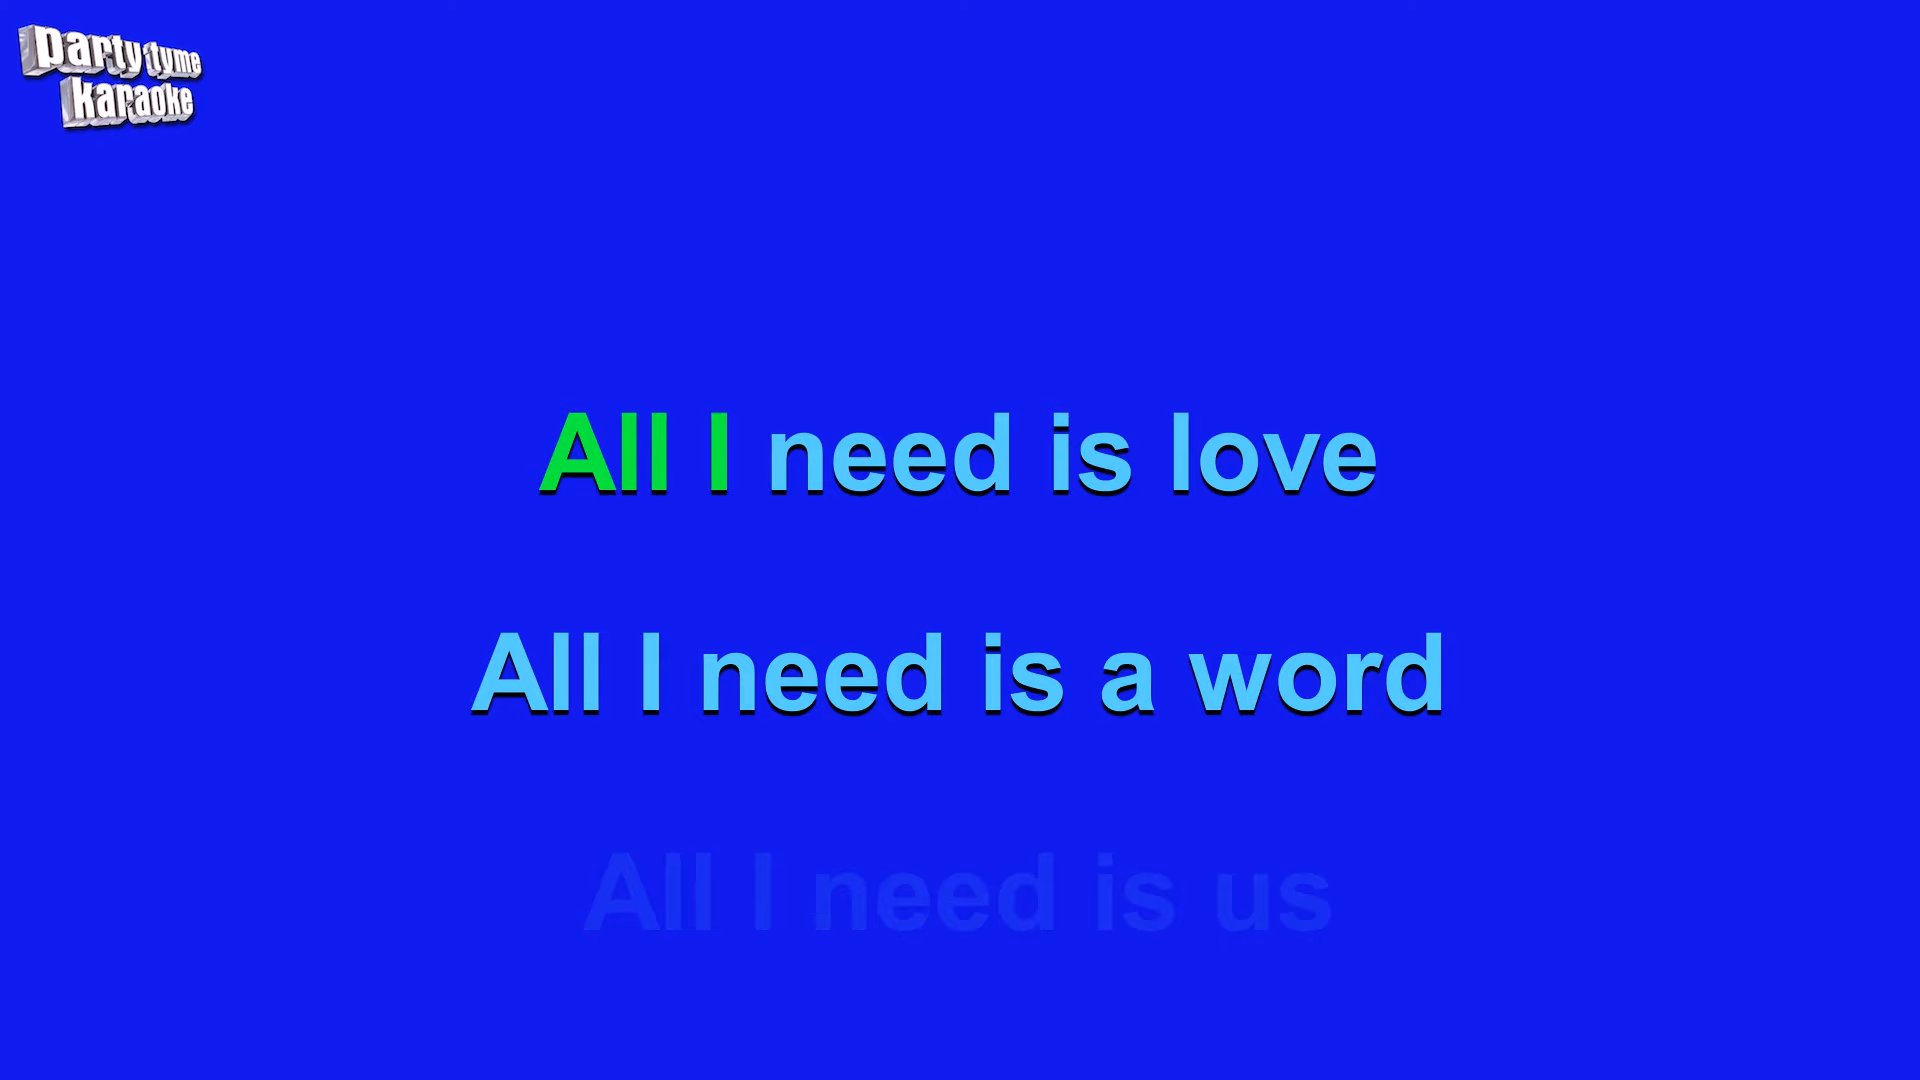 party tyme
karaoke
All I need is love
All I need is a word
All I need is us